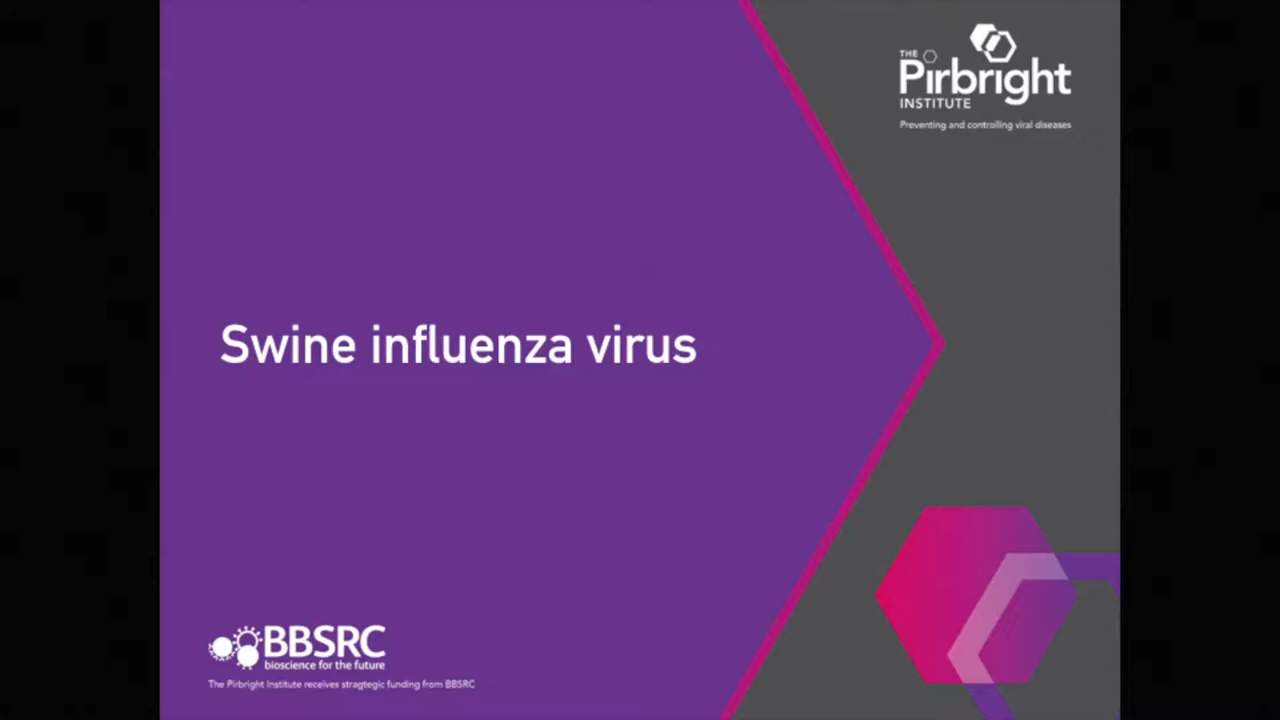 THE
Pirbright
INSTITUTE
Preventing and controlling viral diseases
Swine influenza virus
BBSRC
bioscience for the future
The Pirbright Institute receives stragtegic funding from BBSRC